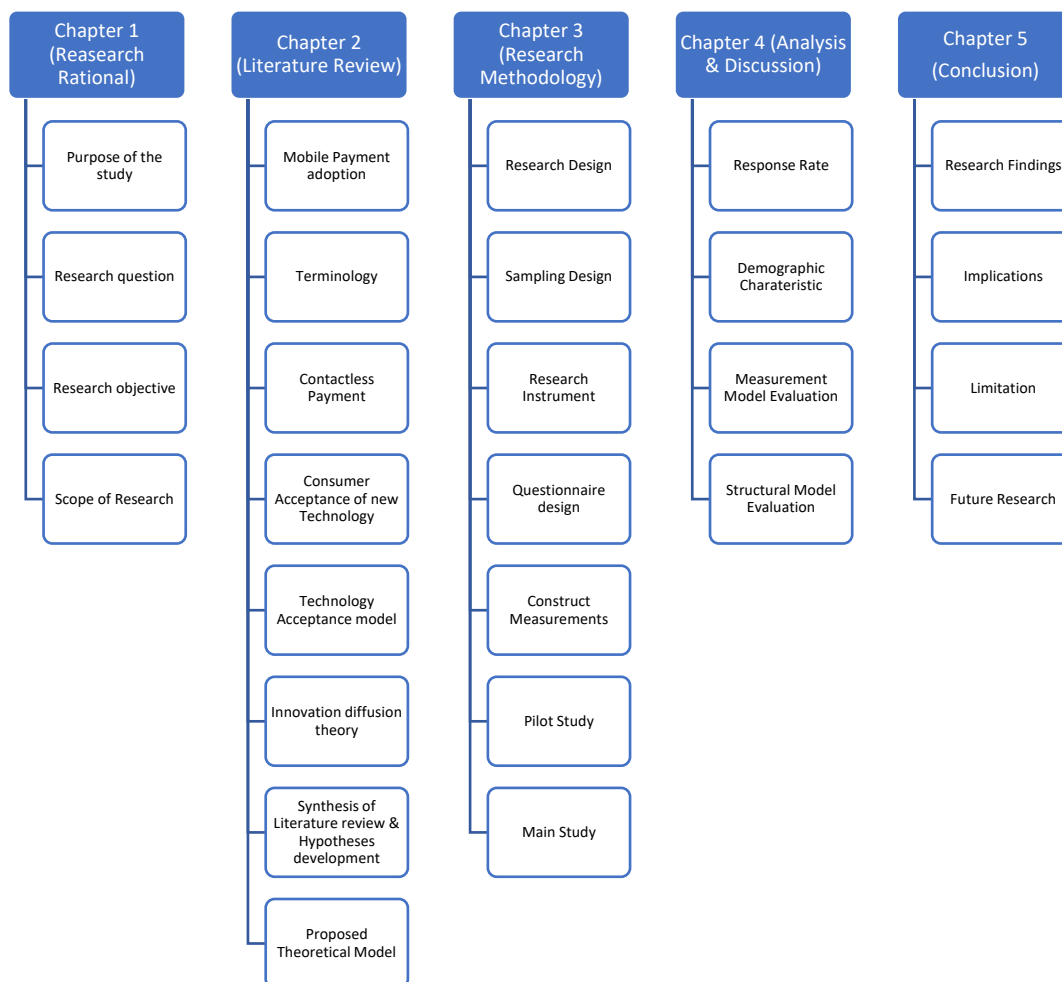 Chapter 1
(Reasearch
Rational)
Purpose of the
study
Research question
Research objective
Scope of Research
Chapter 2
(Literature Review)
Mobile Payment
adoption
Terminology
Contactless
Payment
Consumer
Acceptance of new
Technology
Technology
Acceptance model
Innovation diffusion
theory
Synthesis of
Literature review &
Hypotheses
development
Proposed
Theoretical Model
Chapter 3
(Research
Methodology)
Research Design
Sampling Design
Research
Instrument
Questionnaire
design
Construct
Measurements
Pilot Study
Main Study
Chapter 4 (Analysis
& Discussion)
Response Rate
Demographic
Charateristic
Measurement
Model Evaluation
Structural Model
Evaluation
Chapter 5
(Conclusion)
Research Findings
Implications
Limitation
Future Research